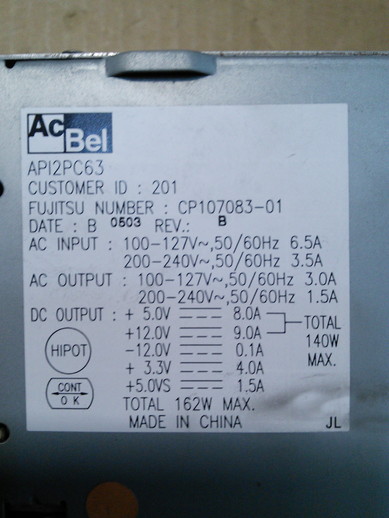 AcBel
API2PC63
CUSTOMER ID : 201
FUJITSU NUMBER : CP107083-01
DATE : B 0503 REV.: B
AC INPUT : 100-127V~,50/60Hz 6.5A
200-240V~,50/60Hz 3.5A
AC OUTPUT : 100-127V~,50/60Hz 3.0A
200-240V~,50/60Hz 1.5A
DC OUTPUT : + 5.0V 8.0A
+12.0V 9.0A
-12.0V 0.1A
+ 3.3V 4.0A
+5.0VS 1.5A
TOTAL
140W
MAX.
HIPOT
CONT
O K
TOTAL 162W MAX.
MADE IN CHINA
JL